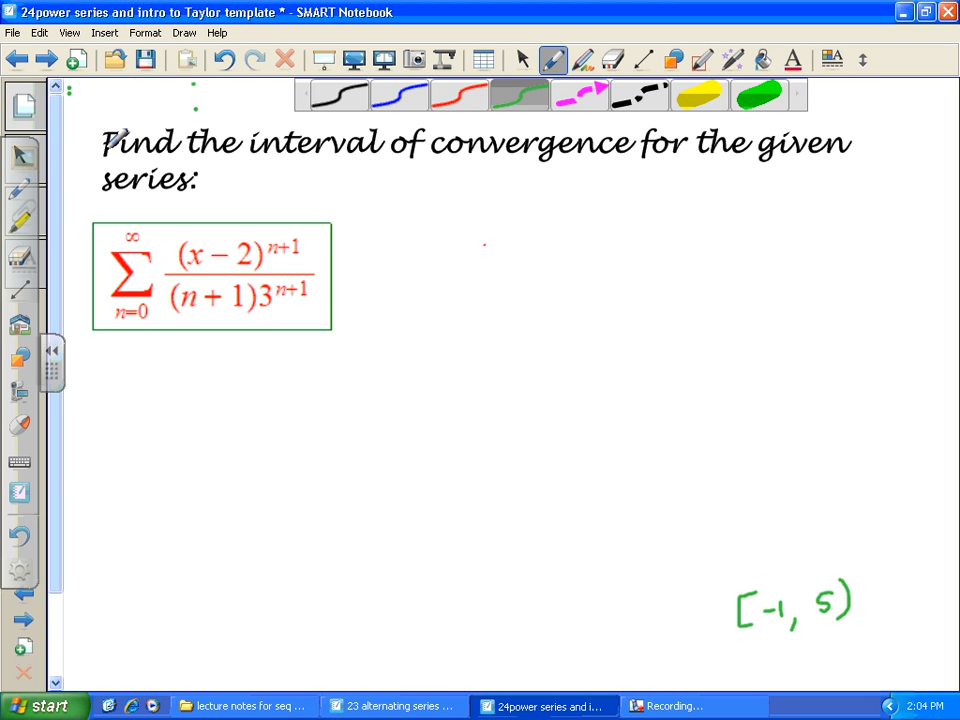 24power series and intro to Taylor template * - SMART Notebook
File Edit View Insert Format Draw Help
Find the interval of convergence for the given
series:
∞
∑ (x − 2)^{n+1} / (n + 1)3^{n+1}
n=0
[-1, 5)
start lecture notes for seq ... 23 alternating series ... 24power series and i... Recording... 2:04 PM